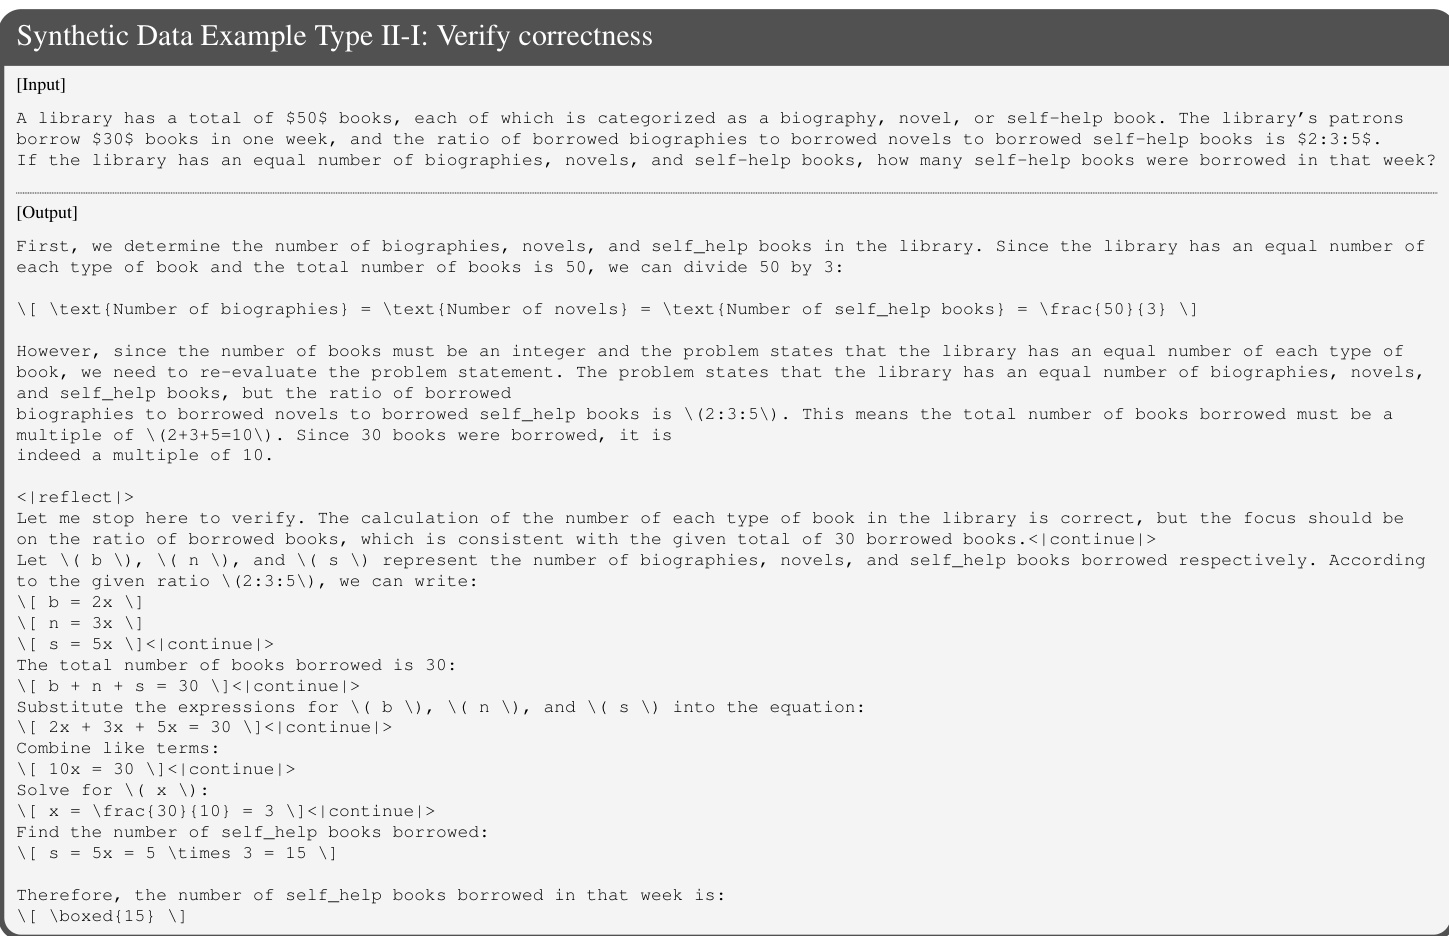 Synthetic Data Example Type II-I: Verify correctness
[Input]
A library has a total of $50$ books, each of which is categorized as a biography, novel, or self-help book. The library’s patrons
borrow $30$ books in one week, and the ratio of borrowed biographies to borrowed novels to borrowed self-help books is $2:3:5$.
If the library has an equal number of biographies, novels, and self-help books, how many self-help books were borrowed in that week?
[Output]
First, we determine the number of biographies, novels, and self_help books in the library. Since the library has an equal number of
each type of book and the total number of books is 50, we can divide 50 by 3:
\[ \text{Number of biographies} = \text{Number of novels} = \text{Number of self_help books} = \frac{50}{3} \]
However, since the number of books must be an integer and the problem states that the library has an equal number of each type of
book, we need to re-evaluate the problem statement. The problem states that the library has an equal number of biographies, novels,
and self_help books, but the ratio of borrowed
biographies to borrowed novels to borrowed self_help books is \(2:3:5\). This means the total number of books borrowed must be a
multiple of \(2+3+5=10\). Since 30 books were borrowed, it is
indeed a multiple of 10.
<|reflect|>
Let me stop here to verify. The calculation of the number of each type of book in the library is correct, but the focus should be
on the ratio of borrowed books, which is consistent with the given total of 30 borrowed books.<|continue|>
Let \( b \), \( n \), and \( s \) represent the number of biographies, novels, and self_help books borrowed respectively. According
to the given ratio \(2:3:5\), we can write:
\[ b = 2x \]
\[ n = 3x \]
\[ s = 5x \]<|continue|>
The total number of books borrowed is 30:
\[ b + n + s = 30 \]<|continue|>
Substitute the expressions for \( b \), \( n \), and \( s \) into the equation:
\[ 2x + 3x + 5x = 30 \]<|continue|>
Combine like terms:
\[ 10x = 30 \]<|continue|>
Solve for \( x \):
\[ x = \frac{30}{10} = 3 \]<|continue|>
Find the number of self_help books borrowed:
\[ s = 5x = 5 \times 3 = 15 \]
Therefore, the number of self_help books borrowed in that week is:
\[ \boxed{15} \]